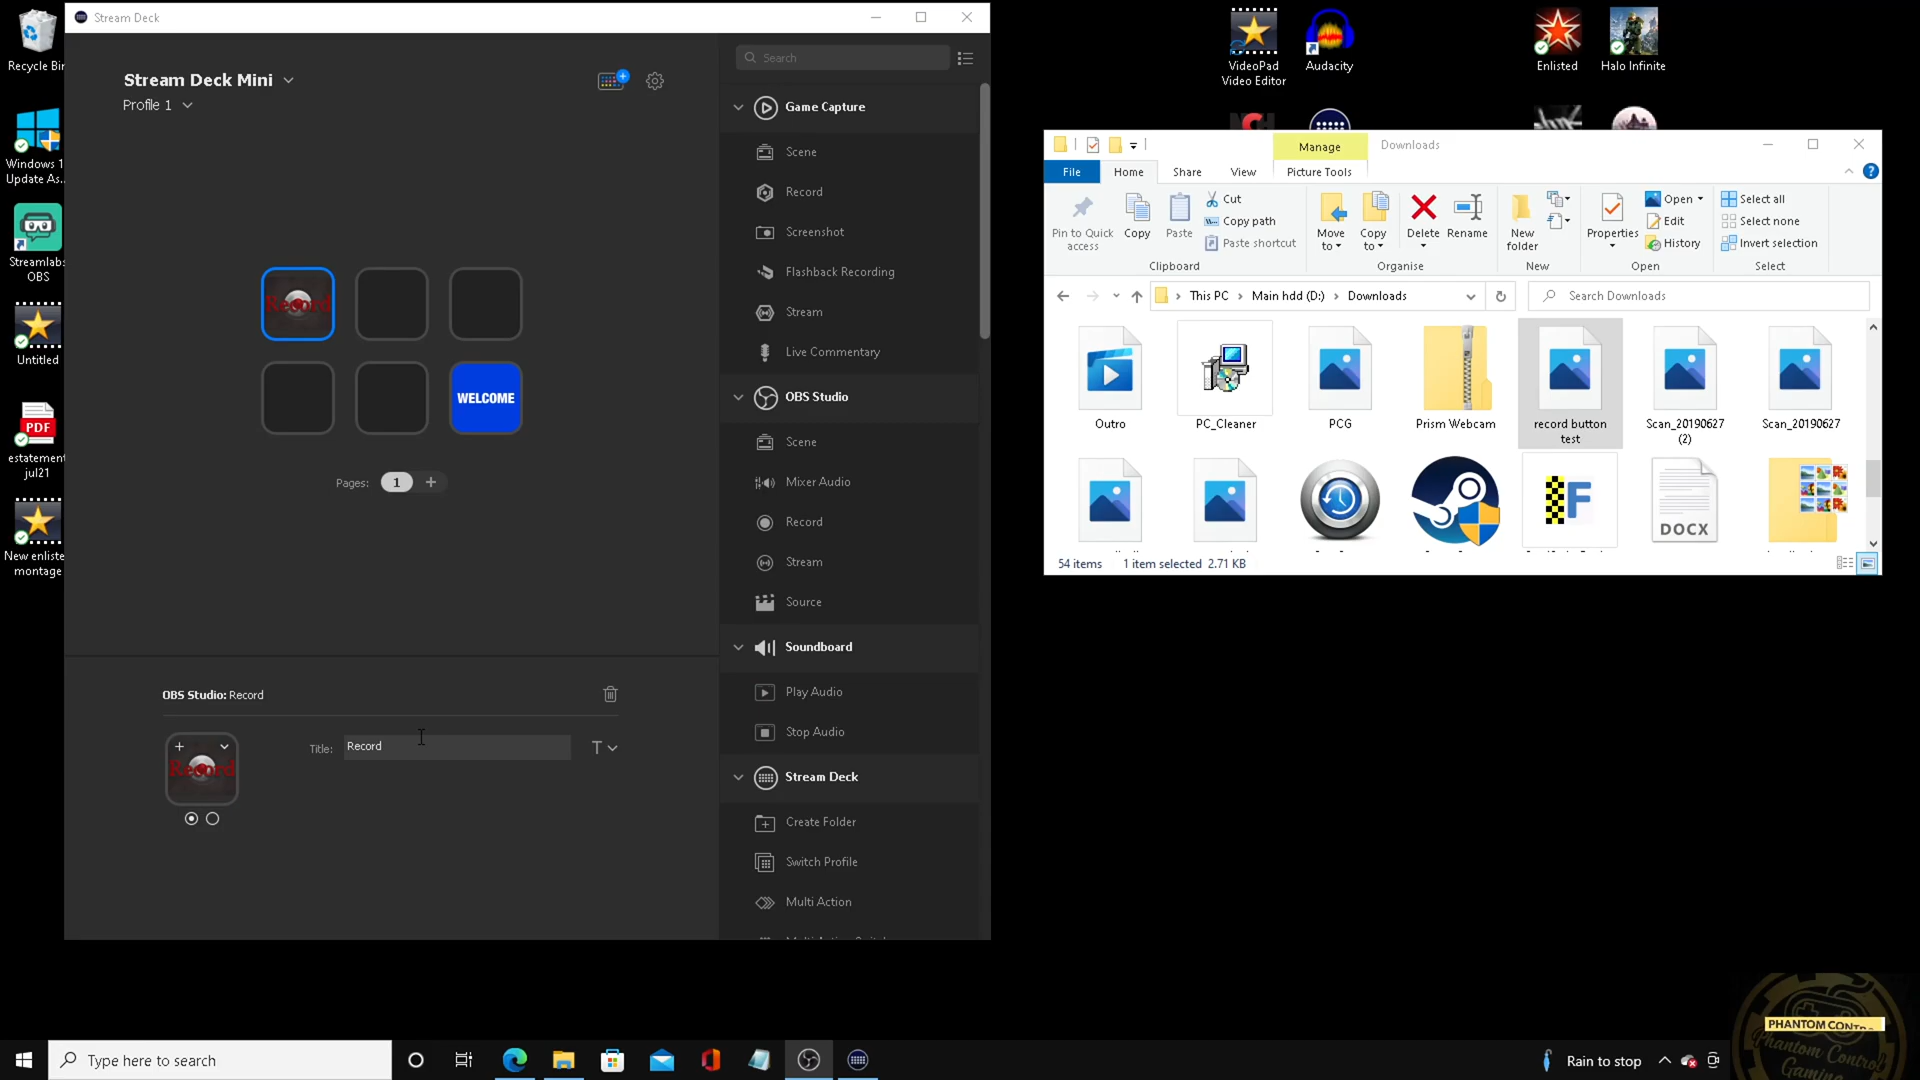 Recycle Bin
Windows 1
Update As...
Streamlabs
OBS
Untitled
PDF
estatement
jul21
New enliste
montage
Stream Deck
Stream Deck Mini
Profile 1
Record
WELCOME
Pages:
1
+
OBS Studio: Record
Title:
Record
T
Record
Search
Game Capture
Scene
Record
Screenshot
Flashback Recording
Stream
Live Commentary
OBS Studio
Scene
Mixer Audio
Record
Stream
Source
Soundboard
Play Audio
Stop Audio
Stream Deck
Create Folder
Switch Profile
Multi Action
VideoPad
Video Editor
Audacity
Enlisted
Halo Infinite
Manage
Downloads
File
Home
Share
View
Picture Tools
Pin to Quick
access
Copy
Paste
Cut
Copy path
Paste shortcut
Clipboard
Move
to
Copy
to
Delete
Rename
Organise
New
folder
New
Properties
Open
Edit
History
Open
Select all
Select none
Invert selection
Select
This PC > Main hdd (D:) > Downloads
Search Downloads
Outro
PC_Cleaner
PCG
Prism Webcam
record button
test
Scan_20190627
(2)
Scan_20190627
F
DOCX
54 items
1 item selected 2.71 KB
PHANTOM CONT
Phantom Control
Gaming
Type here to search
Rain to stop